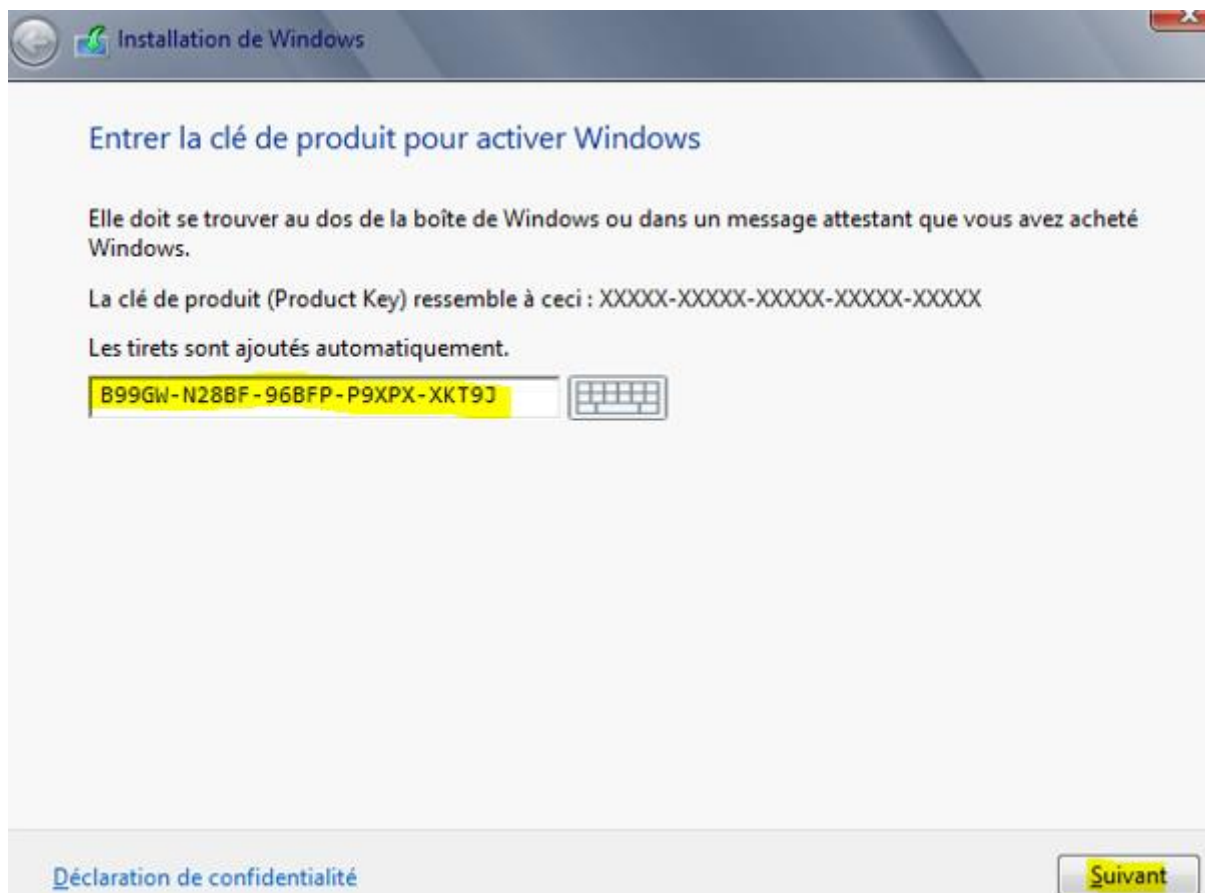 Installation de Windows
Entrer la clé de produit pour activer Windows
Elle doit se trouver au dos de la boîte de Windows ou dans un message attestant que vous avez acheté
Windows.
La clé de produit (Product Key) ressemble à ceci : XXXXX-XXXXX-XXXXX-XXXXX-XXXXX
Les tirets sont ajoutés automatiquement.
B99GW-N28BF-96BFP-P9XPX-XKT9J
Déclaration de confidentialité
Suivant